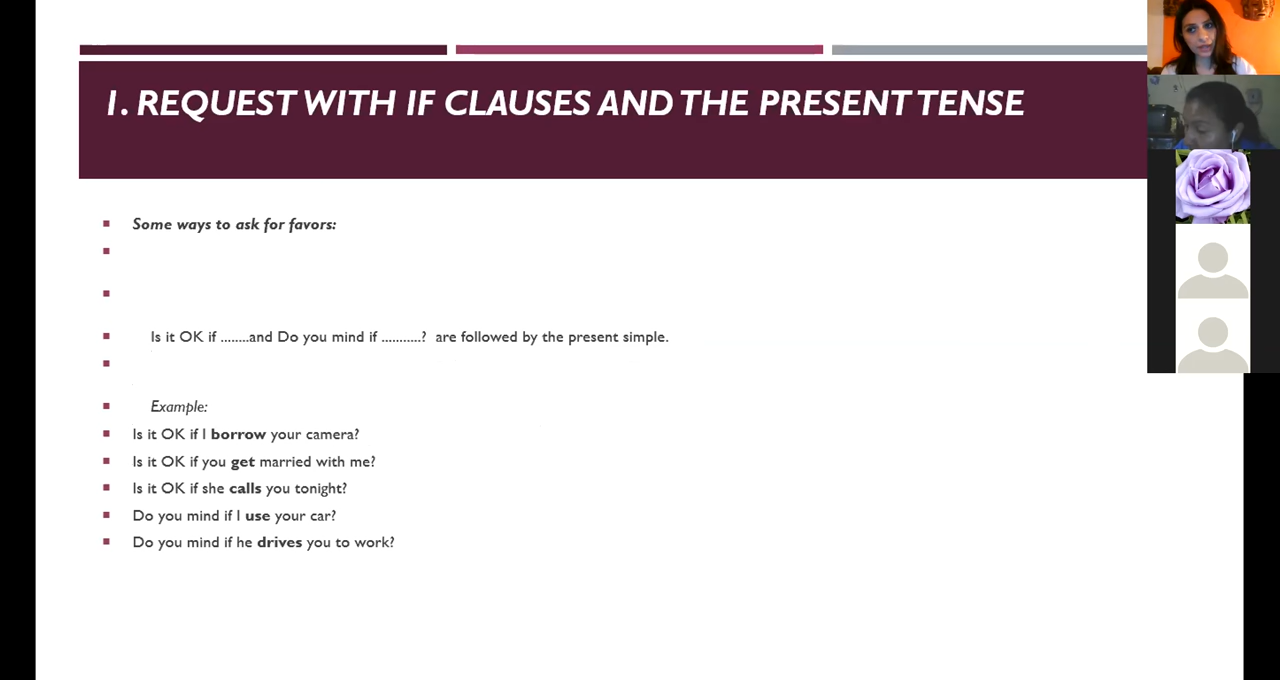 1. REQUEST WITH IF CLAUSES AND THE PRESENT TENSE
Some ways to ask for favors:
Is it OK if ........and Do you mind if ...........? are followed by the present simple.
Example:
Is it OK if I borrow your camera?
Is it OK if you get married with me?
Is it OK if she calls you tonight?
Do you mind if I use your car?
Do you mind if he drives you to work?